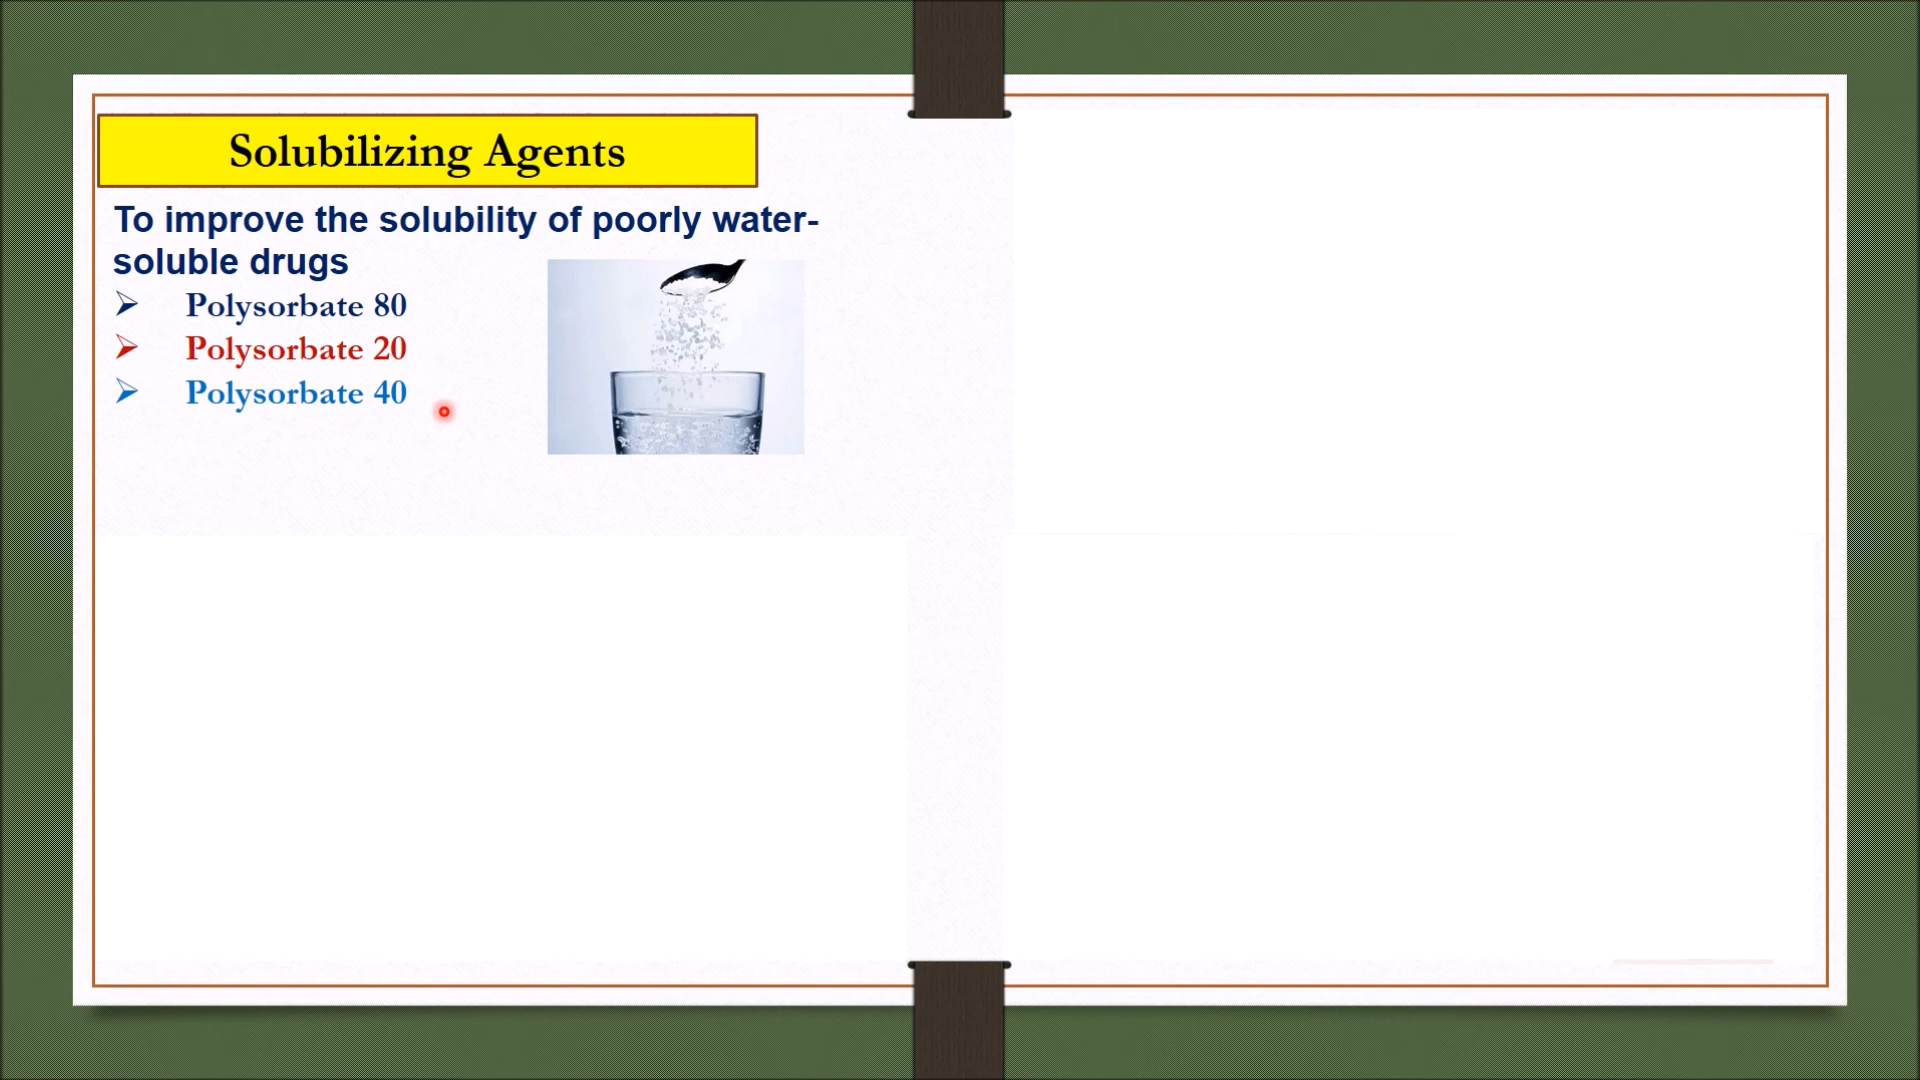 Solubilizing Agents
To improve the solubility of poorly water-
soluble drugs
Polysorbate 80
Polysorbate 20
Polysorbate 40